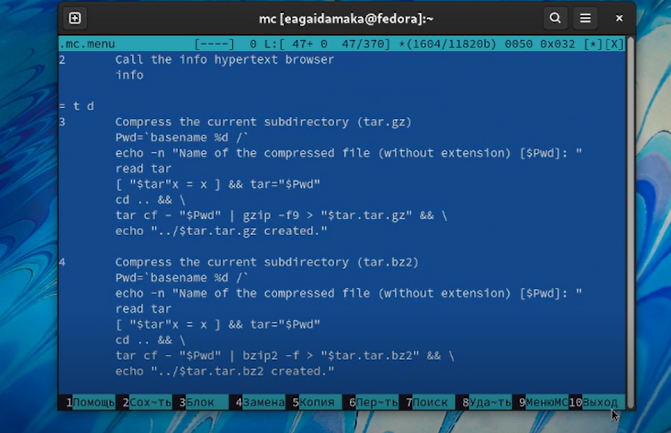 mc [eagaidamaka@fedora]:~
.mc.menu [----] 0 L:[ 47+ 0 47/370] *(1604/11820b) 0050 0x032 [*][X]
2 Call the info hypertext browser
info
= t d
3 Compress the current subdirectory (tar.gz)
Pwd=`basename %d /`
echo -n "Name of the compressed file (without extension) [$Pwd]: "
read tar
[ "$tar"x = x ] && tar="$Pwd"
cd .. && \
tar cf - "$Pwd" | gzip -f9 > "$tar.tar.gz" && \
echo "../$tar.tar.gz created."
4 Compress the current subdirectory (tar.bz2)
Pwd=`basename %d /`
echo -n "Name of the compressed file (without extension) [$Pwd]: "
read tar
[ "$tar"x = x ] && tar="$Pwd"
cd .. && \
tar cf - "$Pwd" | bzip2 -f > "$tar.tar.bz2" && \
echo "../$tar.tar.bz2 created."
1Помощь 2Сох~ть 3Блок 4Замена 5Копия 6Пер~ть 7Поиск 8Уда~ть 9МенюMC 10Выход